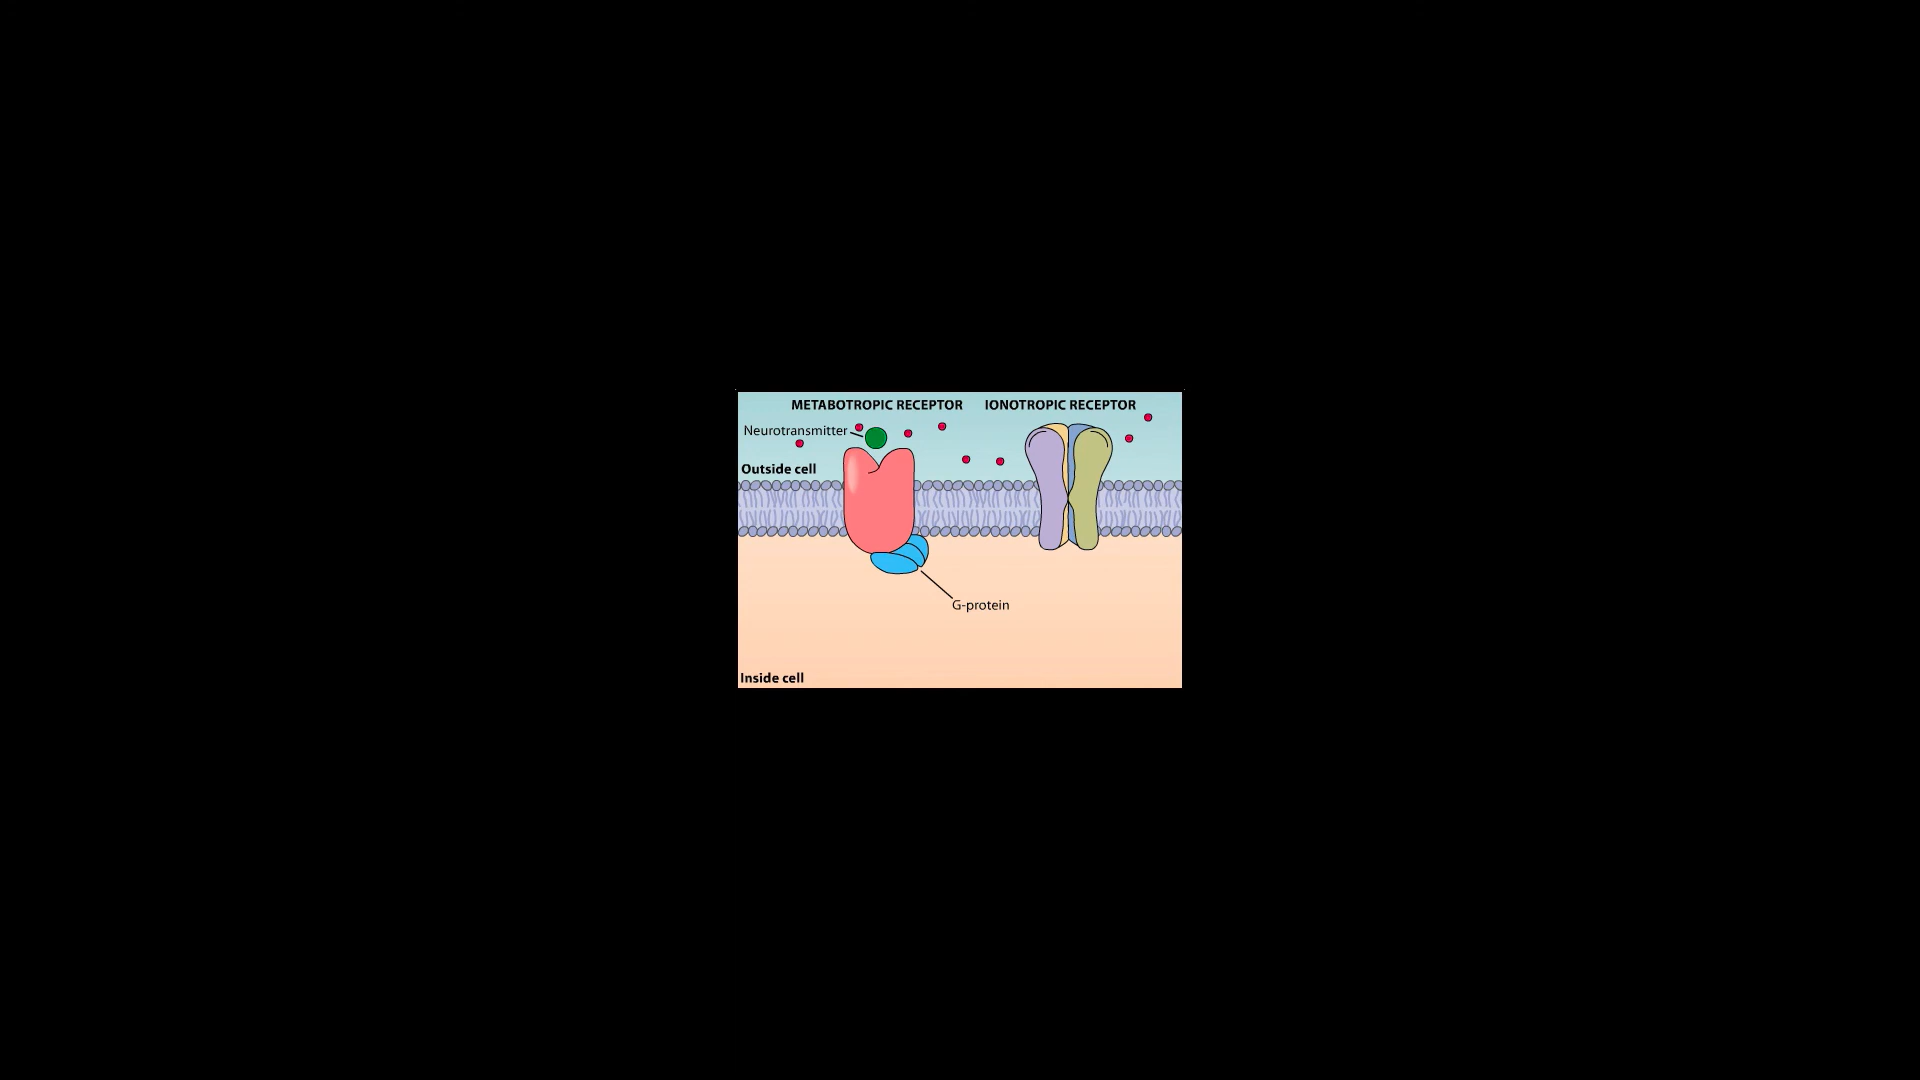 METABOTROPIC RECEPTOR
IONOTROPIC RECEPTOR
Neurotransmitter
Outside cell
G-protein
Inside cell